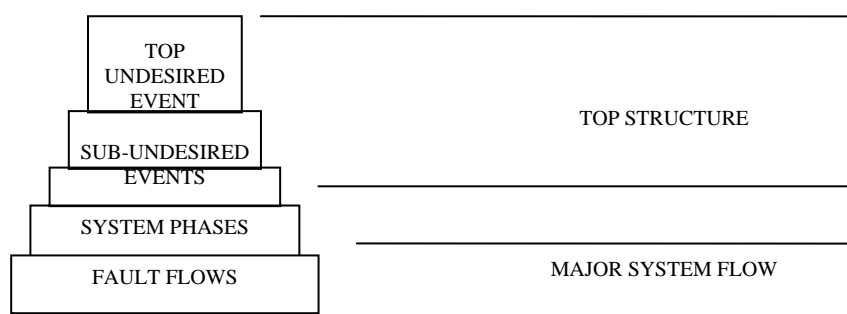 TOP
UNDESIRED
EVENT
TOP STRUCTURE
SUB-UNDESIRED
EVENTS
SYSTEM PHASES
FAULT FLOWS
MAJOR SYSTEM FLOW